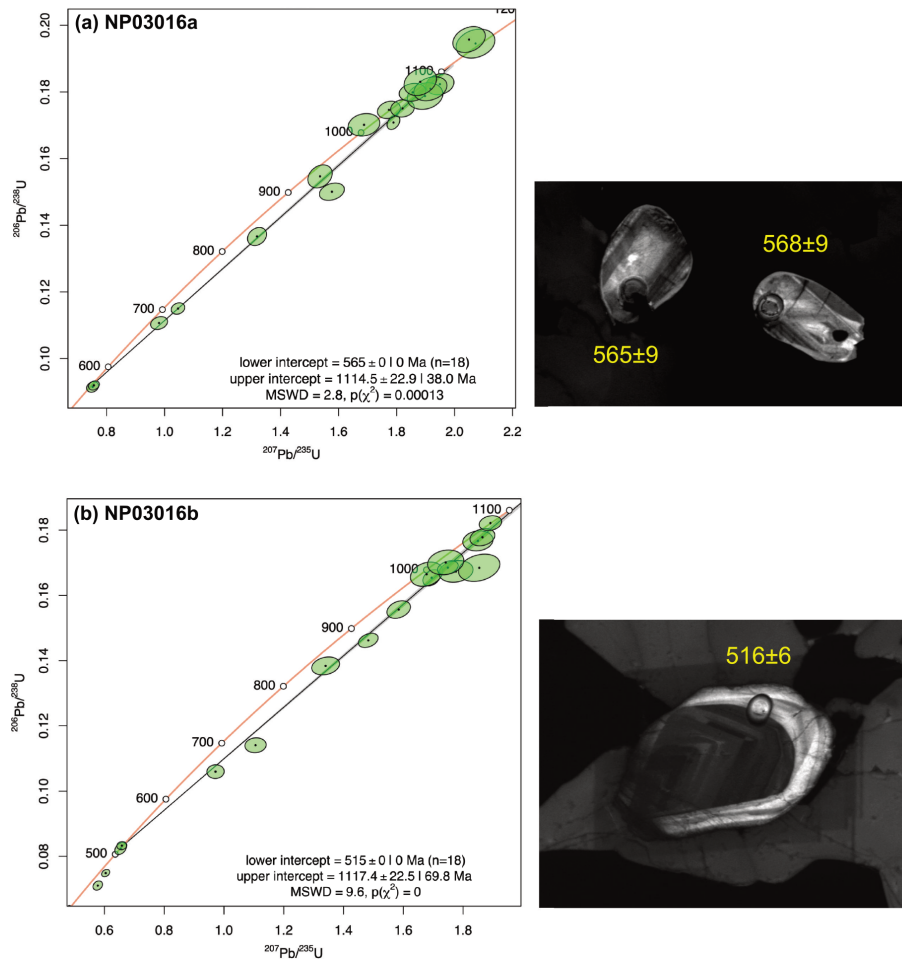 (a) NP03016a
0.20
0.18
0.16
0.14
0.12
0.10
²⁰⁶Pb/²³⁸U
120
1100
1000
900
800
700
600
lower intercept = 565 ± 0 | 0 Ma (n=18)
upper intercept = 1114.5 ± 22.9 | 38.0 Ma
MSWD = 2.8, p(χ²) = 0.00013
0.8 1.0 1.2 1.4 1.6 1.8 2.0 2.2
²⁰⁷Pb/²³⁵U
568±9
565±9
(b) NP03016b
0.18
0.16
0.14
0.12
0.10
0.08
²⁰⁶Pb/²³⁸U
1100
1000
900
800
700
600
500
lower intercept = 515 ± 0 | 0 Ma (n=18)
upper intercept = 1117.4 ± 22.5 | 69.8 Ma
MSWD = 9.6, p(χ²) = 0
0.6 0.8 1.0 1.2 1.4 1.6 1.8
²⁰⁷Pb/²³⁵U
516±6